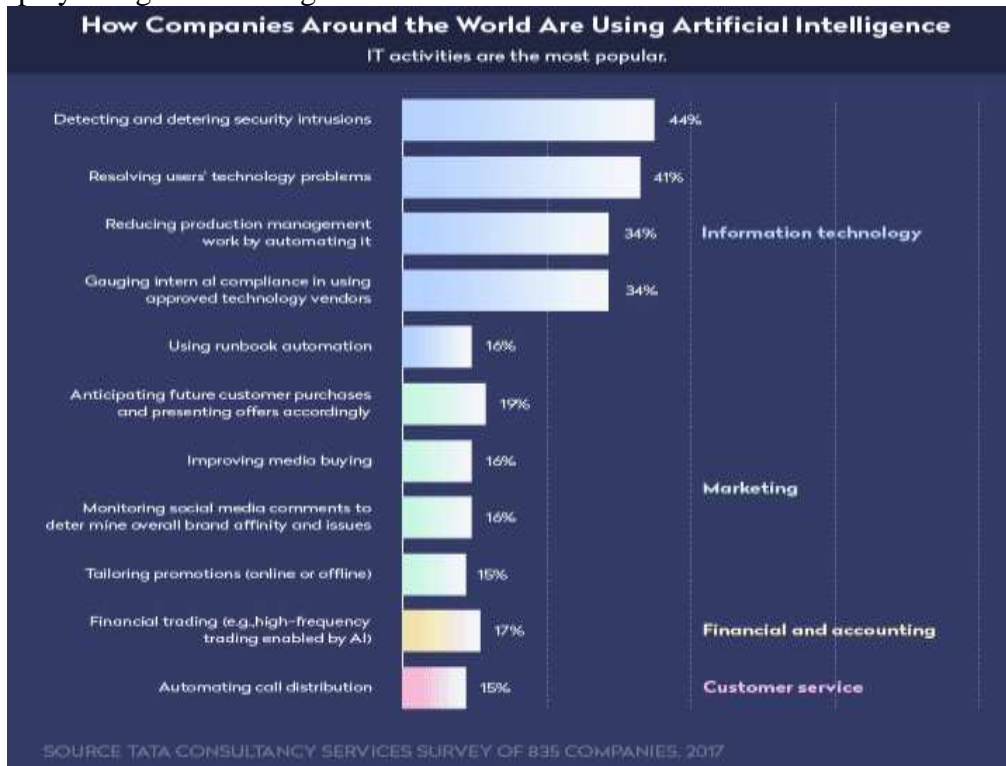 How Companies Around the World Are Using Artificial Intelligence
IT activities are the most popular.
Detecting and detering security intrusions
44%
Resolving users' technology problems
41%
Reducing production management
work by automating it
34%
Information technology
Gauging intern al compliance in using
approved technology vendors
34%
Using runbook automation
16%
Anticipating future customer purchases
and presenting offers accordingly
19%
Improving media buying
16%
Marketing
Monitoring social media comments to
deter mine overall brand affinity and issues
16%
Tailoring promotions (online or offline)
15%
Financial trading (e.g.,high-frequency
trading enabled by AI)
17%
Financial and accounting
Automating call distribution
15%
Customer service
SOURCE TATA CONSULTANCY SERVICES SURVEY OF 835 COMPANIES, 2017